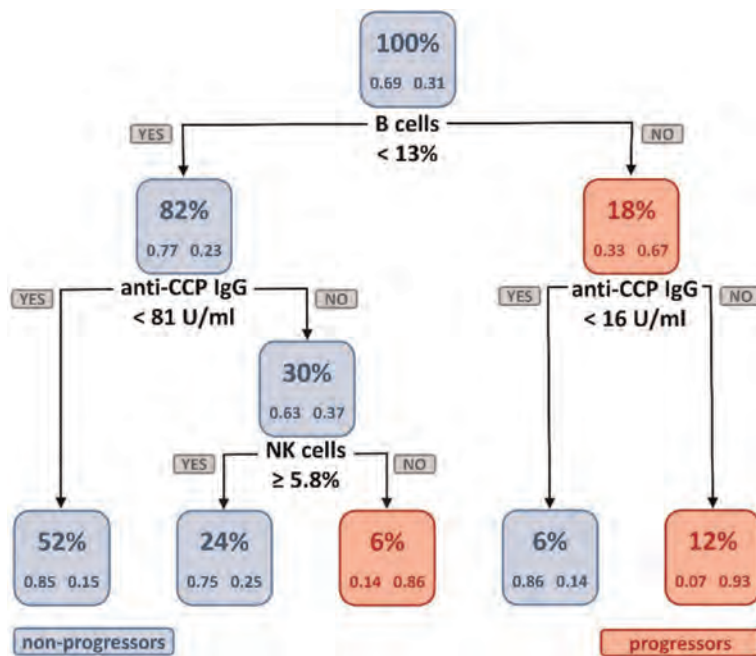 100%
0.69 0.31
YES
B cells
< 13%
NO
82%
0.77 0.23
18%
0.33 0.67
YES
anti-CCP IgG
< 81 U/ml
NO
YES
anti-CCP IgG
< 16 U/ml
NO
30%
0.63 0.37
YES
NK cells
≥ 5.8%
NO
52%
0.85 0.15
24%
0.75 0.25
6%
0.14 0.86
6%
0.86 0.14
12%
0.07 0.93
non-progressors
progressors